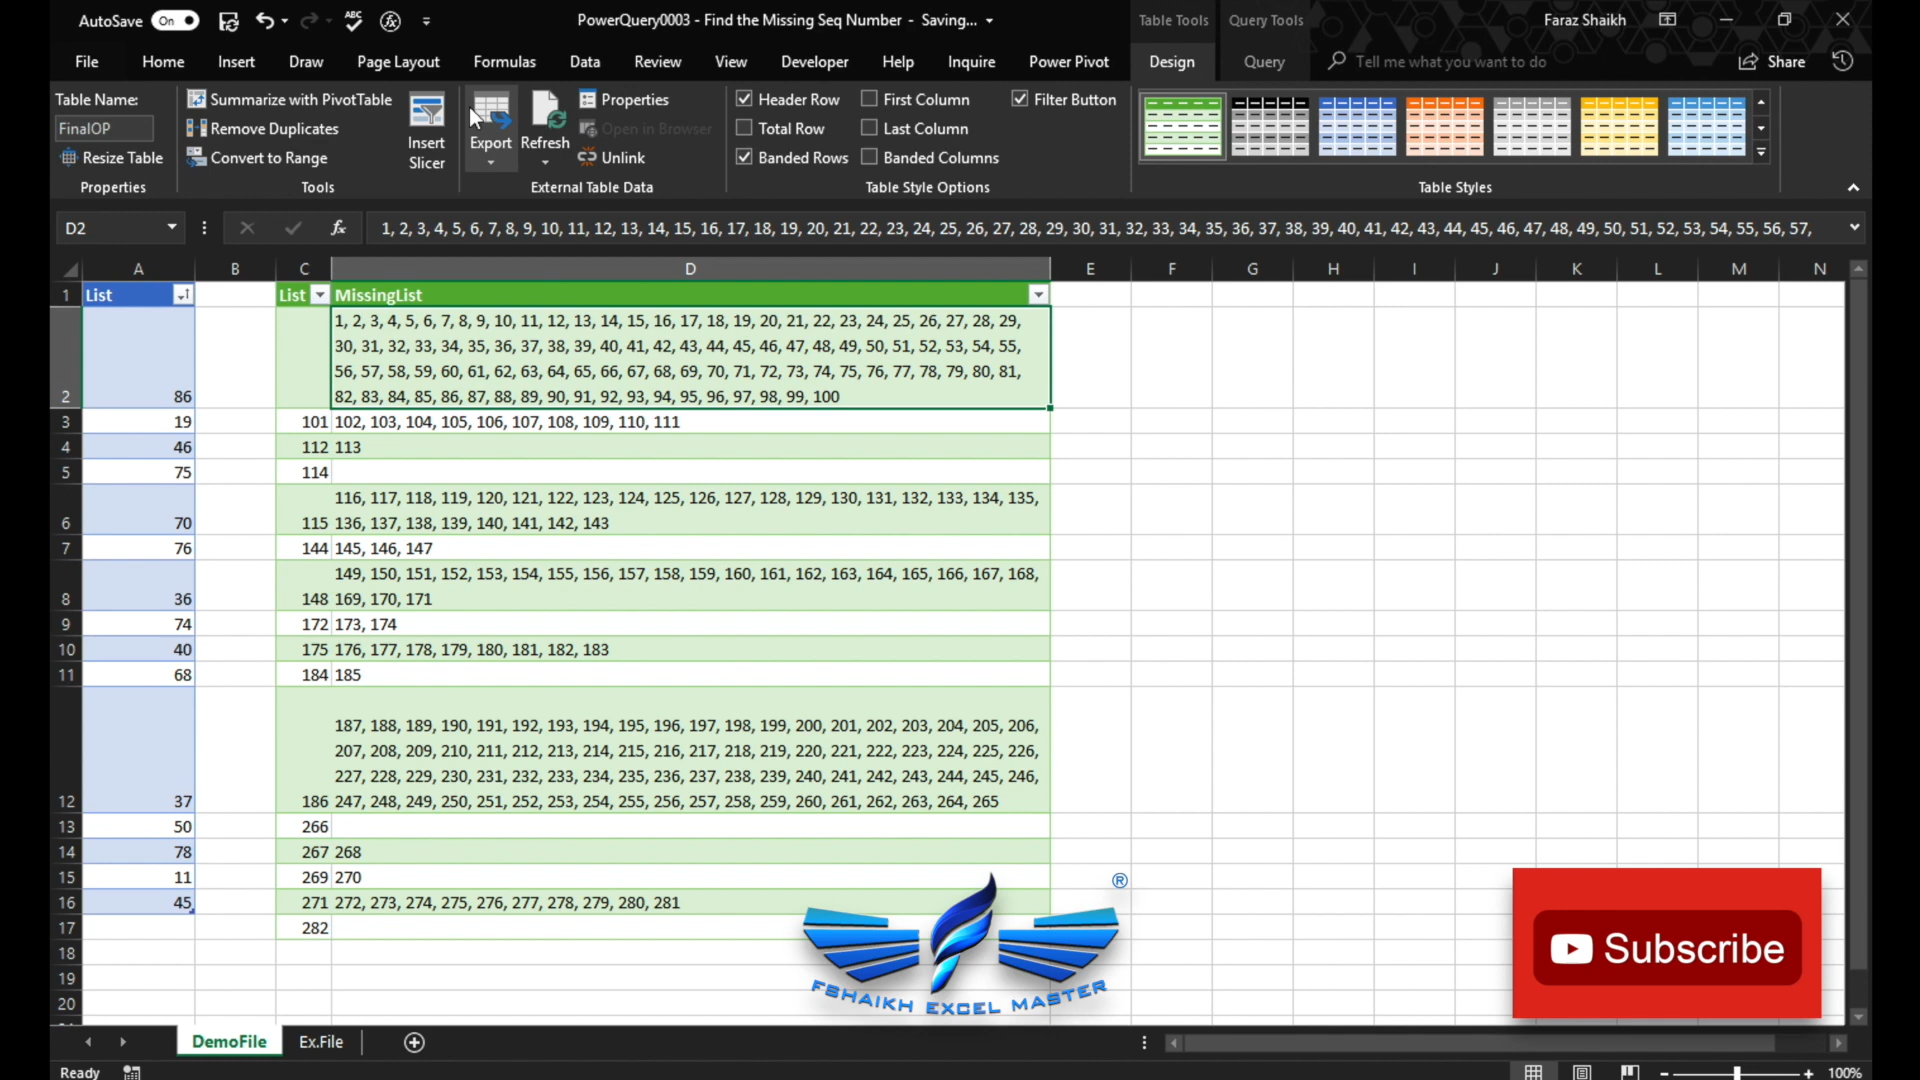 AutoSave On PowerQuery0003 - Find the Missing Seq Number - Saving... Table Tools Query Tools Faraz Shaikh
File Home Insert Draw Page Layout Formulas Data Review View Developer Help Inquire Power Pivot Design Query Tell me what you want to do Share
Table Name:
FinalOP
Resize Table
Properties
Summarize with PivotTable
Remove Duplicates
Convert to Range
Tools
Insert
Slicer
Export
Refresh
Properties
Open in Browser
Unlink
External Table Data
Header Row First Column Filter Button
Total Row Last Column
Banded Rows Banded Columns
Table Style Options
Table Styles
D2 fx 1, 2, 3, 4, 5, 6, 7, 8, 9, 10, 11, 12, 13, 14, 15, 16, 17, 18, 19, 20, 21, 22, 23, 24, 25, 26, 27, 28, 29, 30, 31, 32, 33, 34, 35, 36, 37, 38, 39, 40, 41, 42, 43, 44, 45, 46, 47, 48, 49, 50, 51, 52, 53, 54, 55, 56, 57,
A B C D E F G H I J K L M N
1 List List MissingList
1, 2, 3, 4, 5, 6, 7, 8, 9, 10, 11, 12, 13, 14, 15, 16, 17, 18, 19, 20, 21, 22, 23, 24, 25, 26, 27, 28, 29,
30, 31, 32, 33, 34, 35, 36, 37, 38, 39, 40, 41, 42, 43, 44, 45, 46, 47, 48, 49, 50, 51, 52, 53, 54, 55,
56, 57, 58, 59, 60, 61, 62, 63, 64, 65, 66, 67, 68, 69, 70, 71, 72, 73, 74, 75, 76, 77, 78, 79, 80, 81,
2 86 82, 83, 84, 85, 86, 87, 88, 89, 90, 91, 92, 93, 94, 95, 96, 97, 98, 99, 100
3 19 101 102, 103, 104, 105, 106, 107, 108, 109, 110, 111
4 46 112 113
5 75 114
116, 117, 118, 119, 120, 121, 122, 123, 124, 125, 126, 127, 128, 129, 130, 131, 132, 133, 134, 135,
6 70 115 136, 137, 138, 139, 140, 141, 142, 143
7 76 144 145, 146, 147
149, 150, 151, 152, 153, 154, 155, 156, 157, 158, 159, 160, 161, 162, 163, 164, 165, 166, 167, 168,
8 36 148 169, 170, 171
9 74 172 173, 174
10 40 175 176, 177, 178, 179, 180, 181, 182, 183
11 68 184 185
187, 188, 189, 190, 191, 192, 193, 194, 195, 196, 197, 198, 199, 200, 201, 202, 203, 204, 205, 206,
207, 208, 209, 210, 211, 212, 213, 214, 215, 216, 217, 218, 219, 220, 221, 222, 223, 224, 225, 226,
227, 228, 229, 230, 231, 232, 233, 234, 235, 236, 237, 238, 239, 240, 241, 242, 243, 244, 245, 246,
12 37 186 247, 248, 249, 250, 251, 252, 253, 254, 255, 256, 257, 258, 259, 260, 261, 262, 263, 264, 265
13 50 266
14 78 267 268
15 11 269 270
16 45 271 272, 273, 274, 275, 276, 277, 278, 279, 280, 281
17 282
18
19
20
®
FSHAIKH EXCEL MASTER
Subscribe
DemoFile Ex.File
Ready 100%